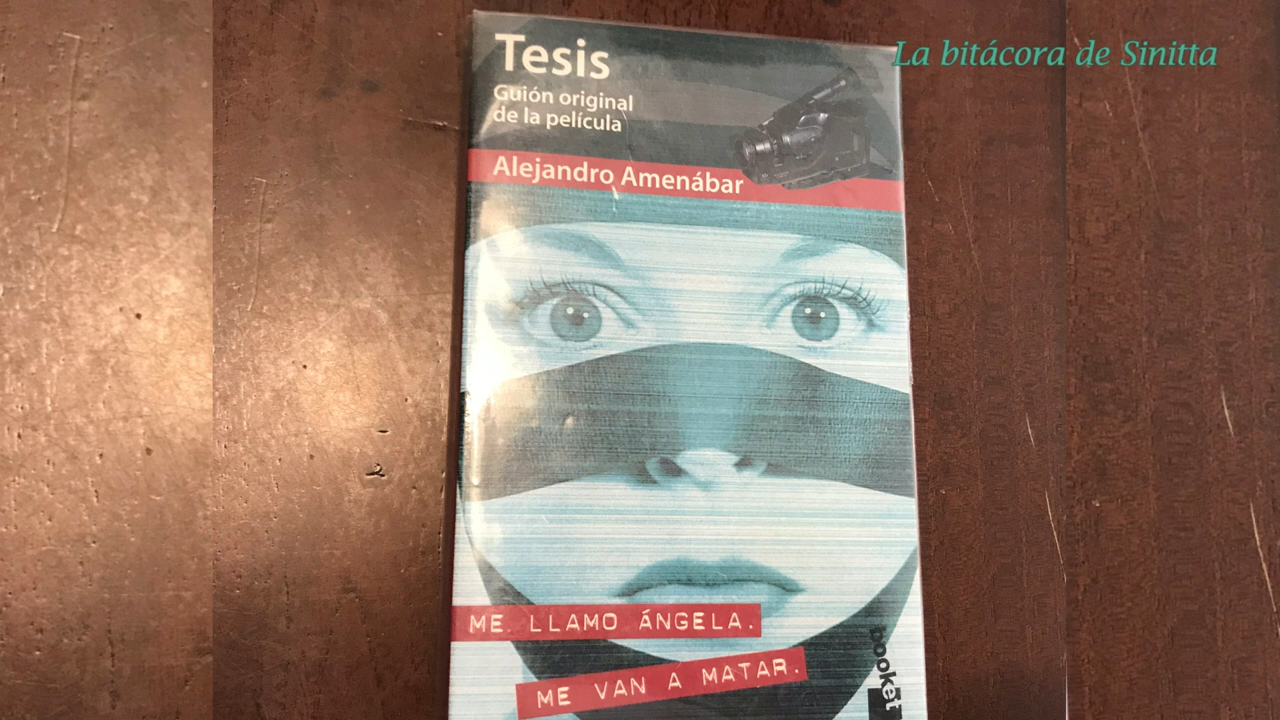 Tesis
Guión original
de la película
Alejandro Amenábar
La bitácora de Sinitta
ME LLAMO ÁNGELA.
ME VAN A MATAR.
booket